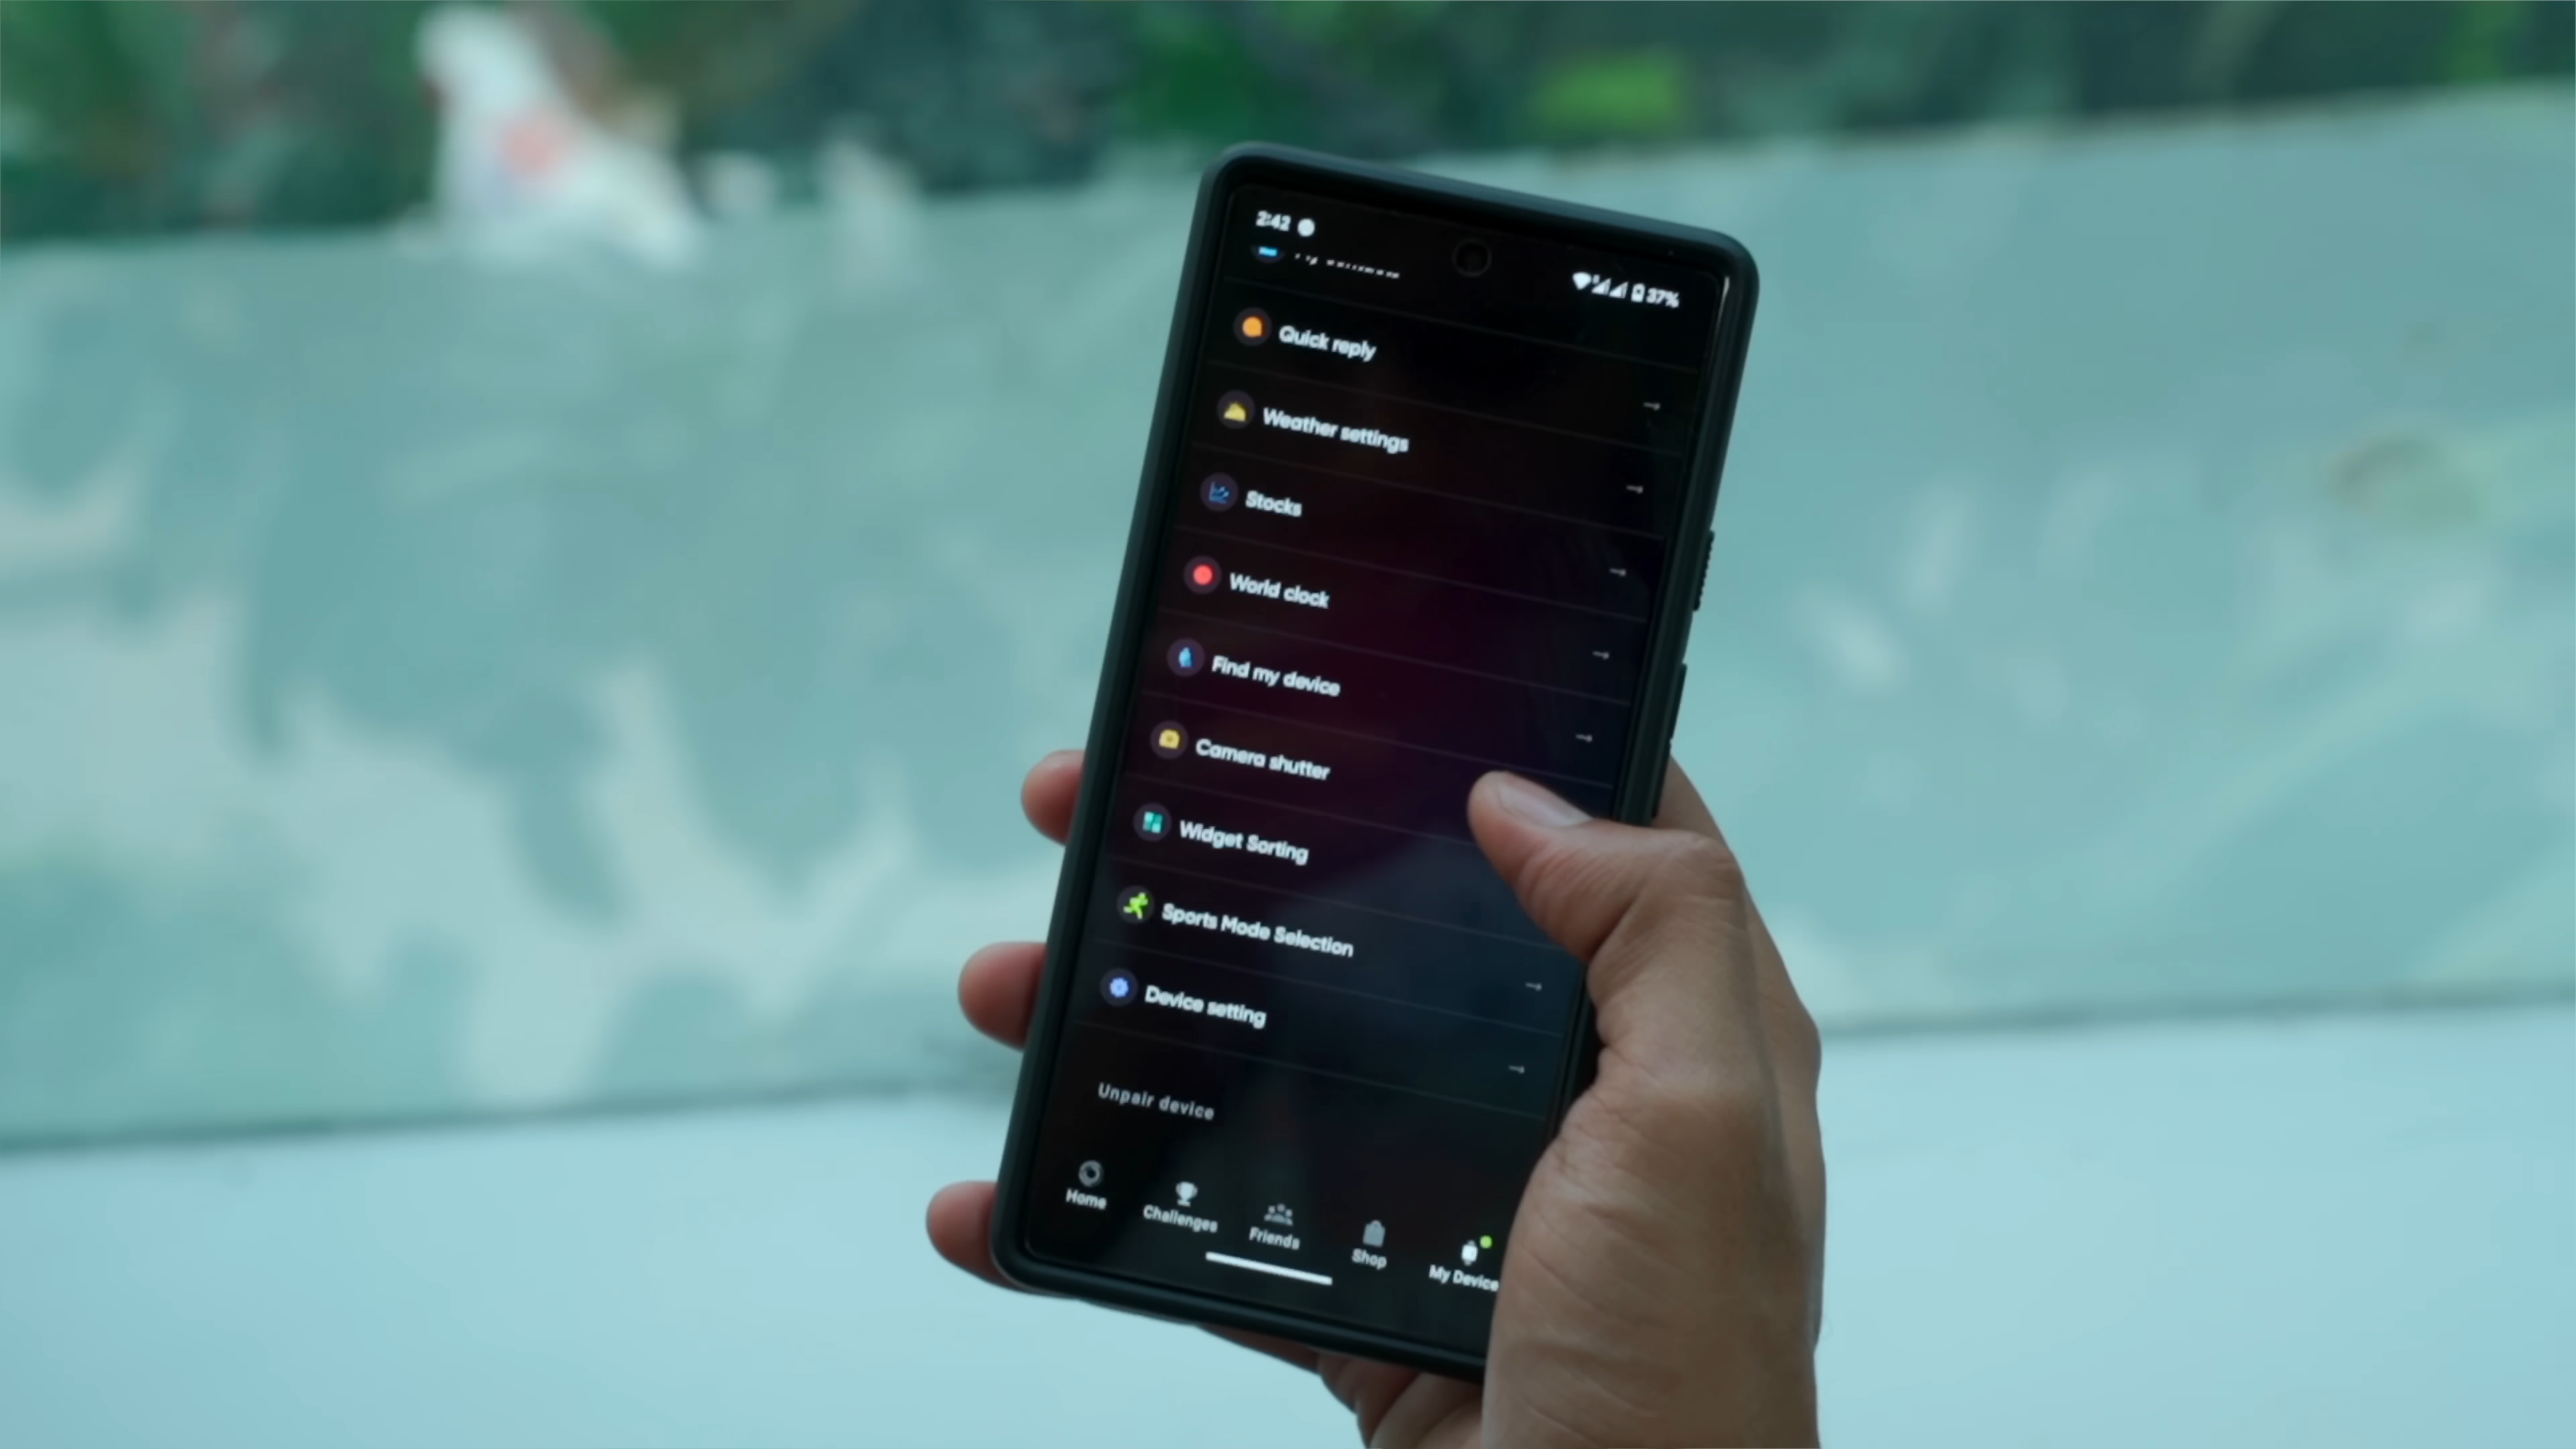 2:42
37%
Quick reply
Weather settings
Stocks
World clock
Find my device
Camera shutter
Widget Sorting
Sports Mode Selection
Device setting
Unpair device
Home
Challenges
Friends
Shop
My Device